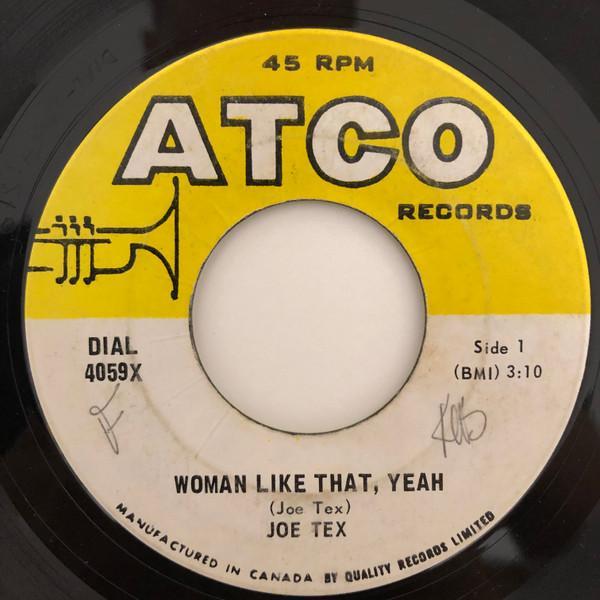 45 RPM
ATCO
RECORDS
DIAL
4059X
Side 1
(BMI) 3:10
F
WOMAN LIKE THAT, YEAH
(Joe Tex)
JOE TEX
MANUFACTURED IN CANADA BY QUALITY RECORDS LIMITED